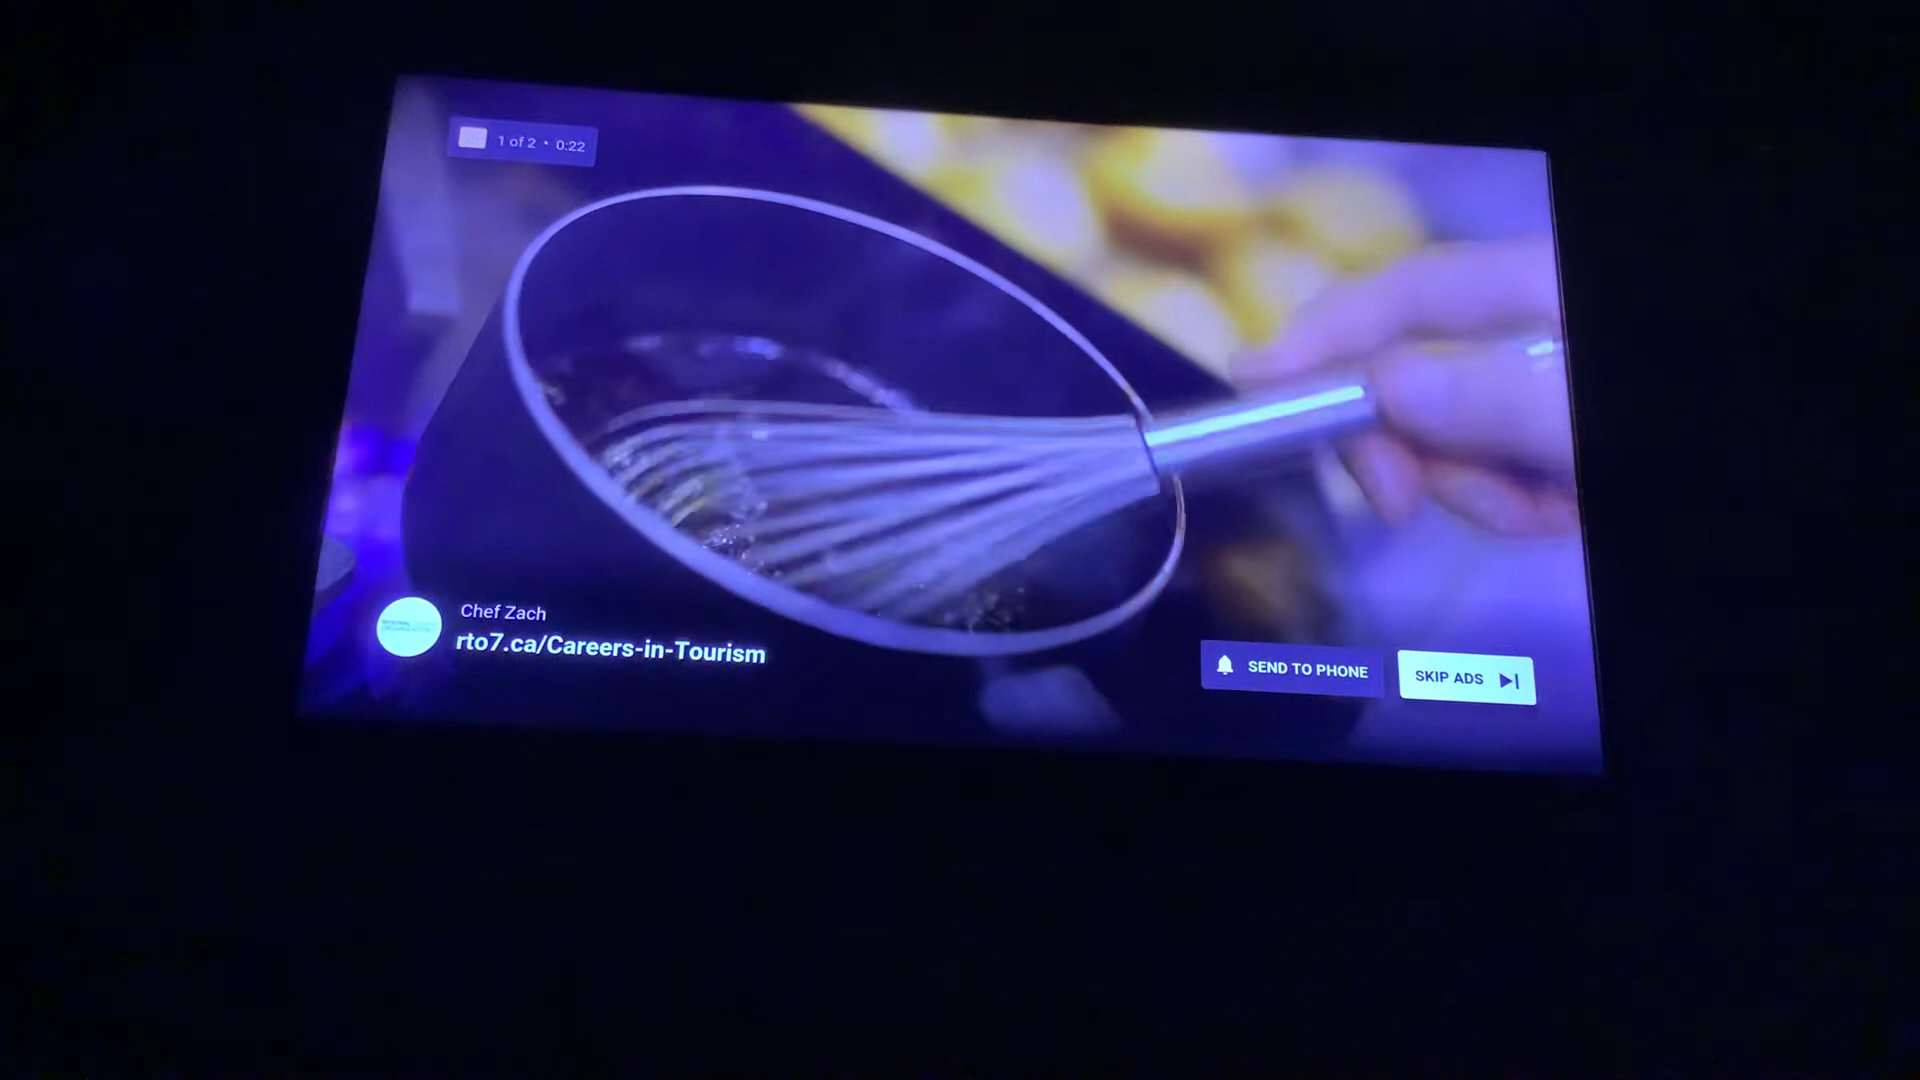 1 of 2 • 0:22
Chef Zach
rto7.ca/Careers-in-Tourism
SEND TO PHONE
SKIP ADS